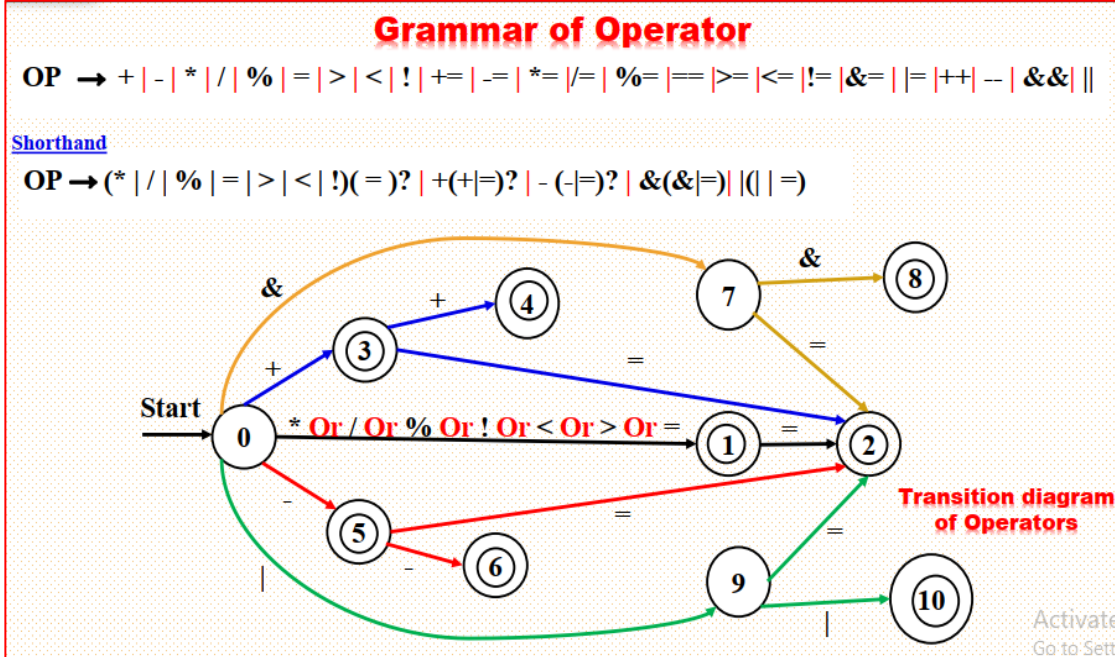 Grammar of Operator
OP → + | - | * | / | % | = | > | < | ! | += | -= | *= |/= | %= |== |>= |<= |!= |&= | |= |++| -- | &&| ||
Shorthand
OP → (* | / | % | = | > | < | !)( = )? | +(+|=)? | - (-|=)? | &(&|=)| |(| | =)
&
&
7
8
+
4
3
=
=
+
Start
* Or / Or % Or ! Or < Or > Or =
=
0
1
2
-
Transition diagram
of Operators
=
5
=
-
6
|
9
10
|
Activate
Go to Sett